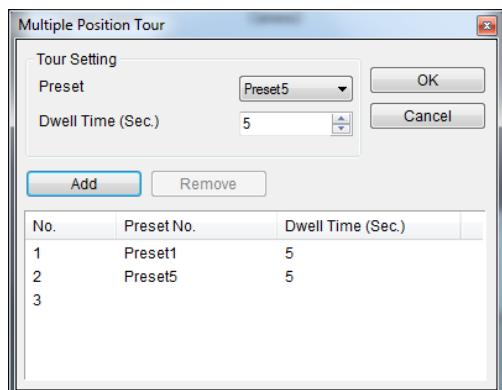 Multiple Position Tour
Tour Setting
Preset Preset5 OK
Dwell Time (Sec.) 5 Cancel
Add Remove
No. Preset No. Dwell Time (Sec.)
1 Preset1 5
2 Preset5 5
3